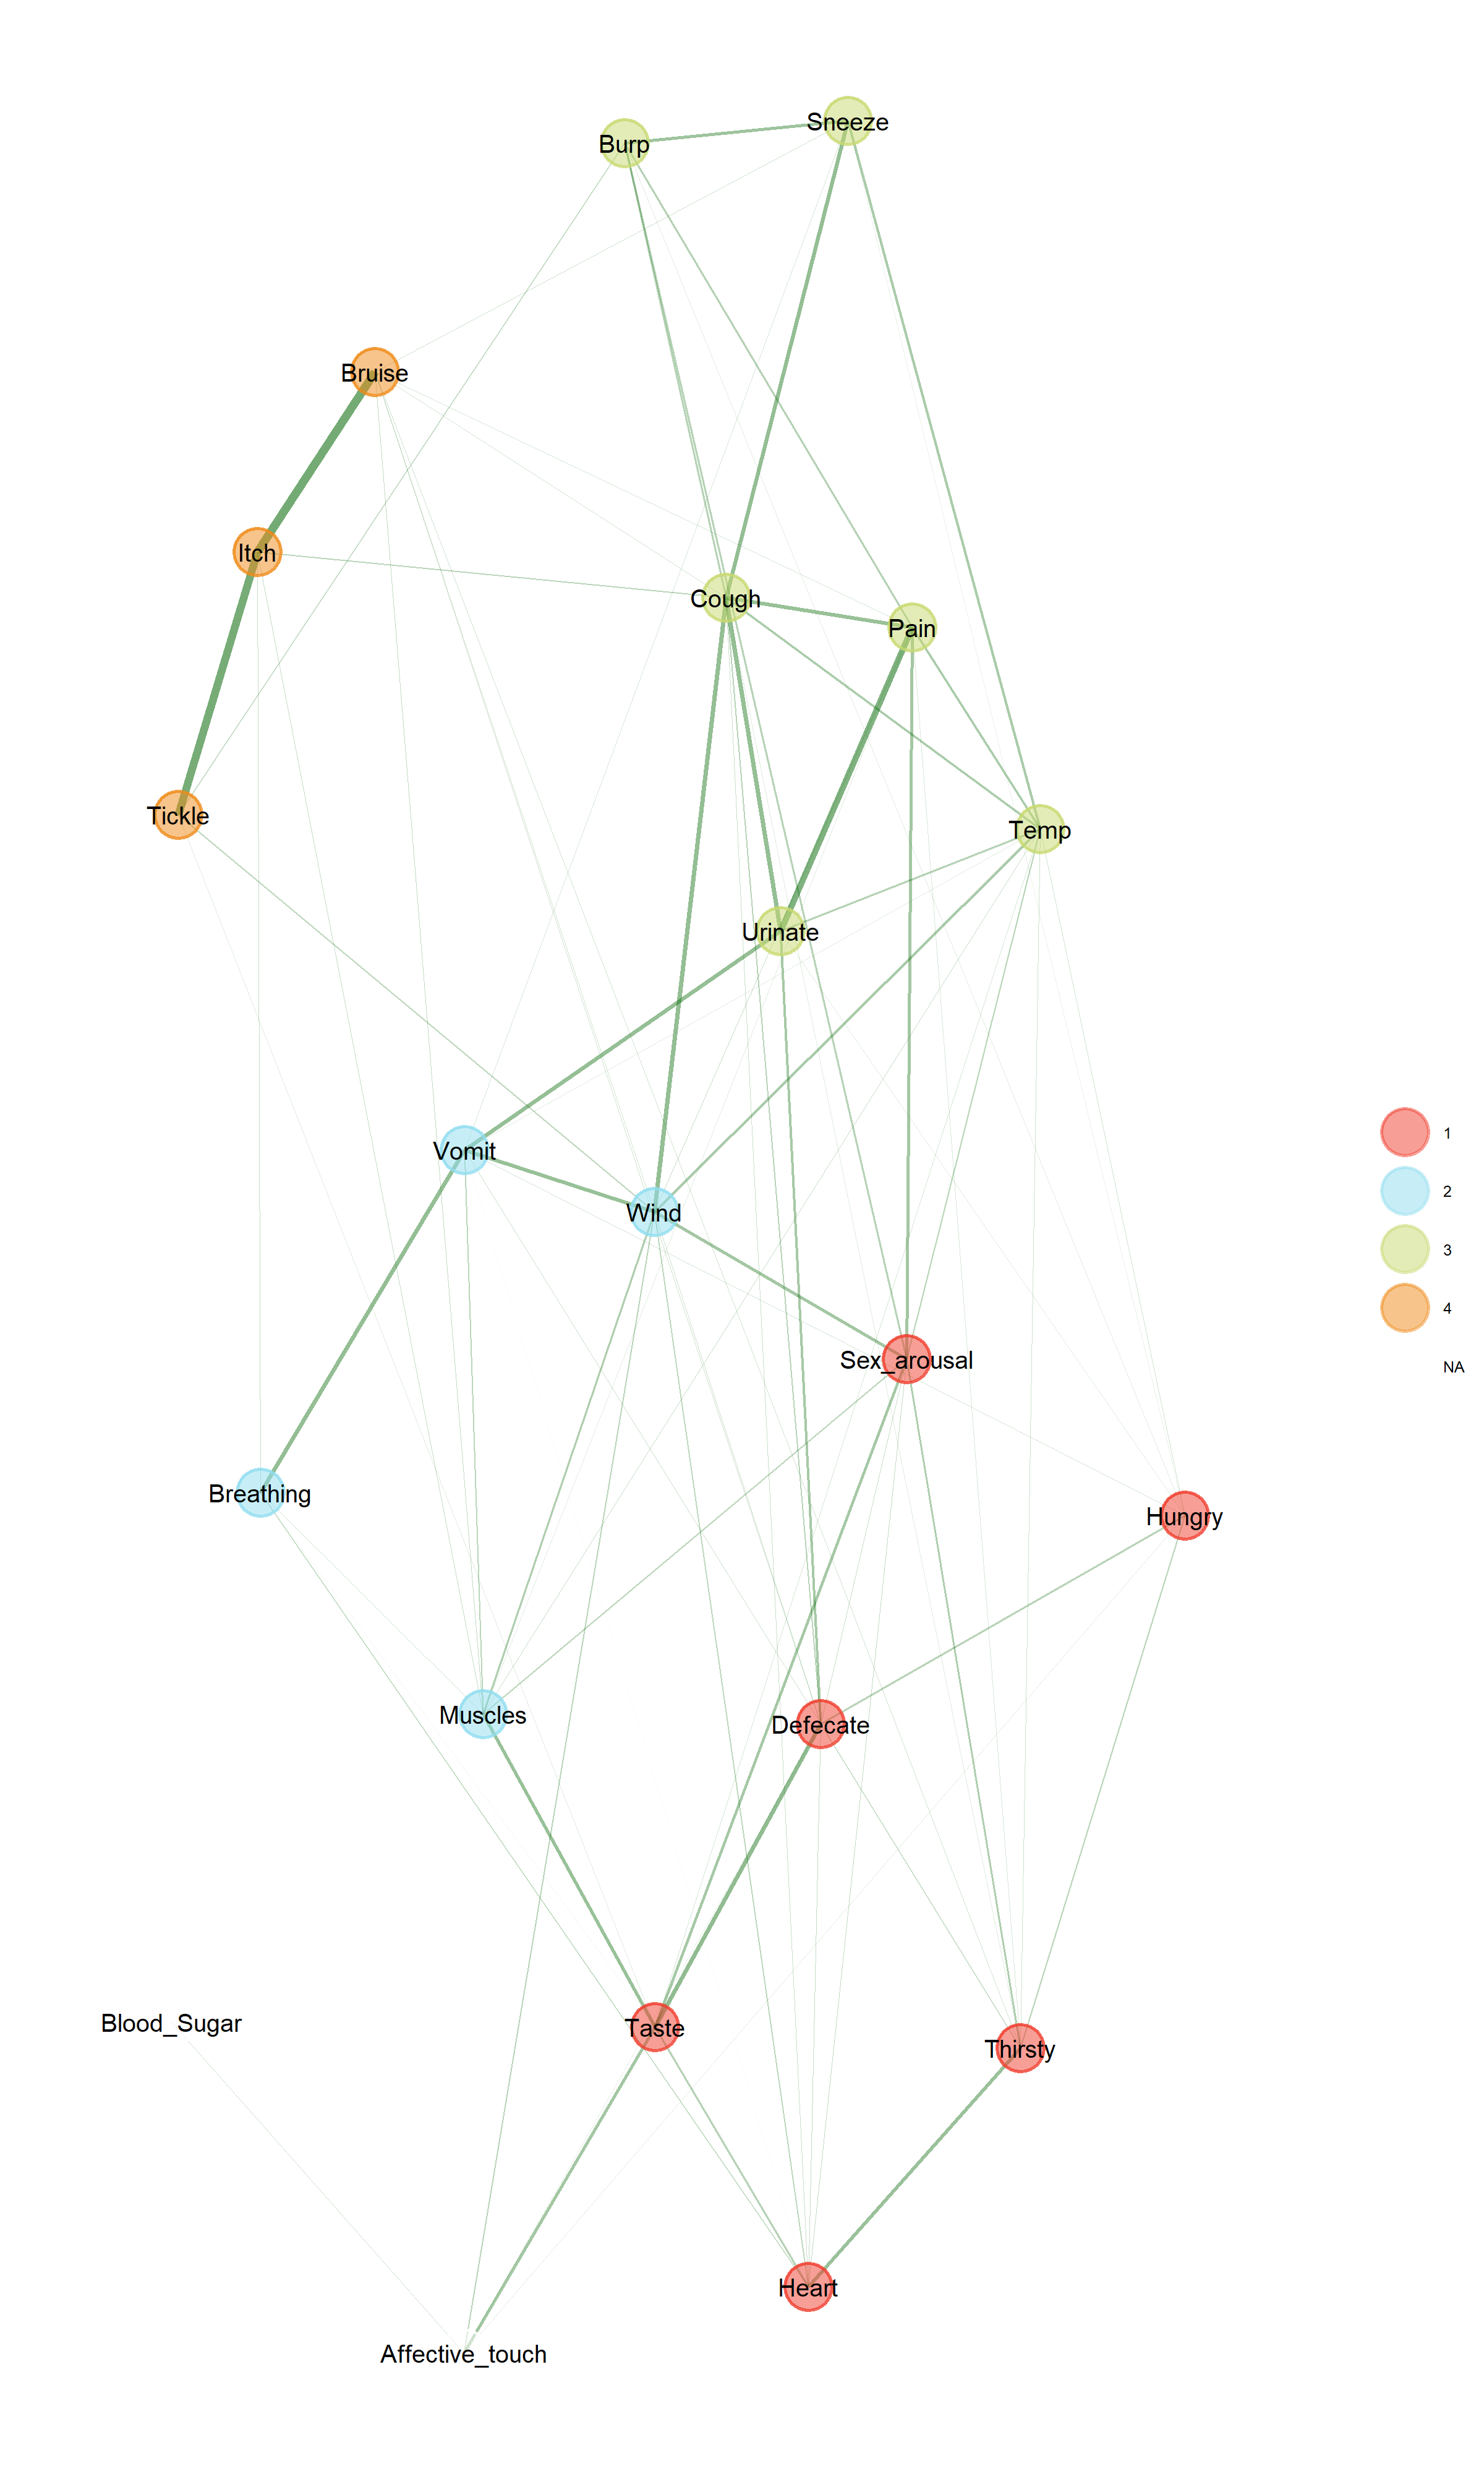 Sneeze
Burp
Bruise
Itch
Cough
Pain
Tickle
Temp
Urinate
1
Vomit
2
Wind
3
4
Sex_arousal
NA
Breathing
Hungry
Muscles
Defecate
Blood_Sugar
Taste
Thirsty
Heart
Affective_touch